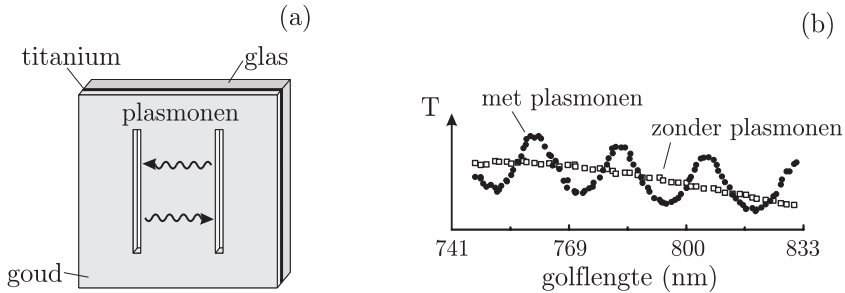 (a)
titanium
glas
plasmonen
goud
(b)
T
met plasmonen
zonder plasmonen
741 769 800 833
golflengte (nm)